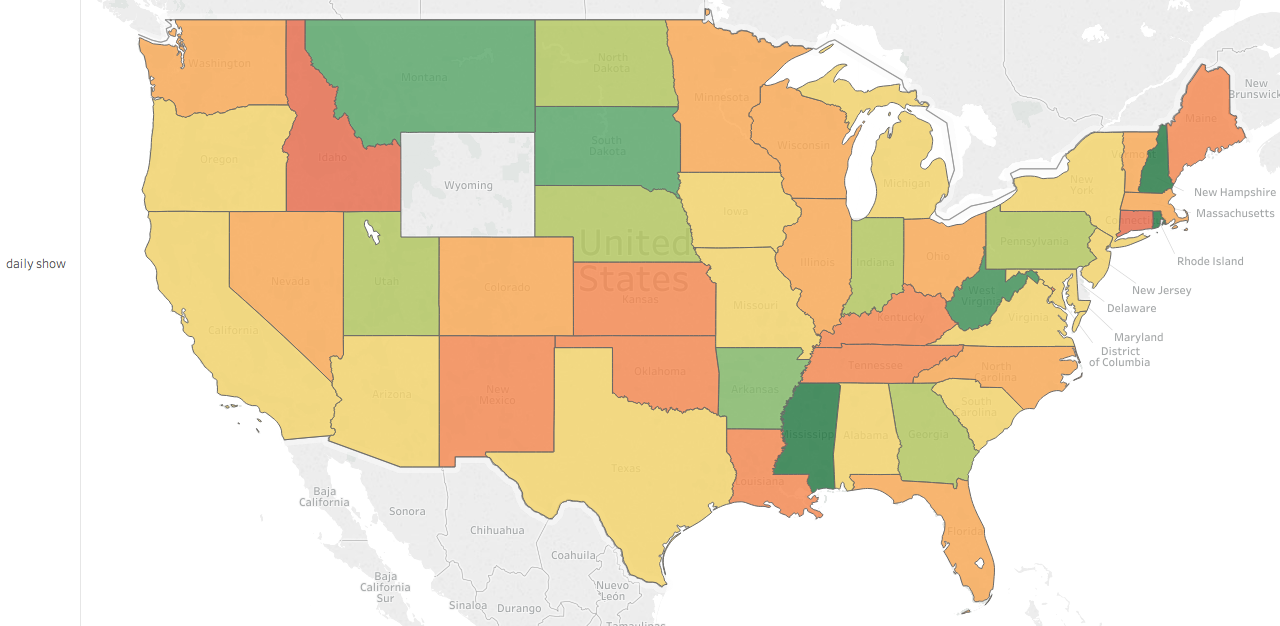 daily show
Washington
Montana
North
Dakota
Minnesota
Oregon
Idaho
Wyoming
South
Dakota
Wisconsin
Michigan
New
York
Vermont
Maine
New
Brunswick
New Hampshire
Massachusetts
Connecti
Rhode Island
Pennsylvania
New Jersey
Delaware
Maryland
District
of Columbia
Iowa
Nevada
Utah
Colorado
United
States
Kansas
Missouri
Illinois
Indiana
Ohio
West
Virginia
Virginia
Kentucky
California
Arizona
New
Mexico
Oklahoma
Arkansas
Tennessee
North
Carolina
South
Carolina
Texas
Louisiana
Mississippi
Alabama
Georgia
Florida
Baja
California
Sonora
Chihuahua
Coahuila
Baja
California
Sur
Sinaloa
Durango
Nuevo
León
Tamaulipas